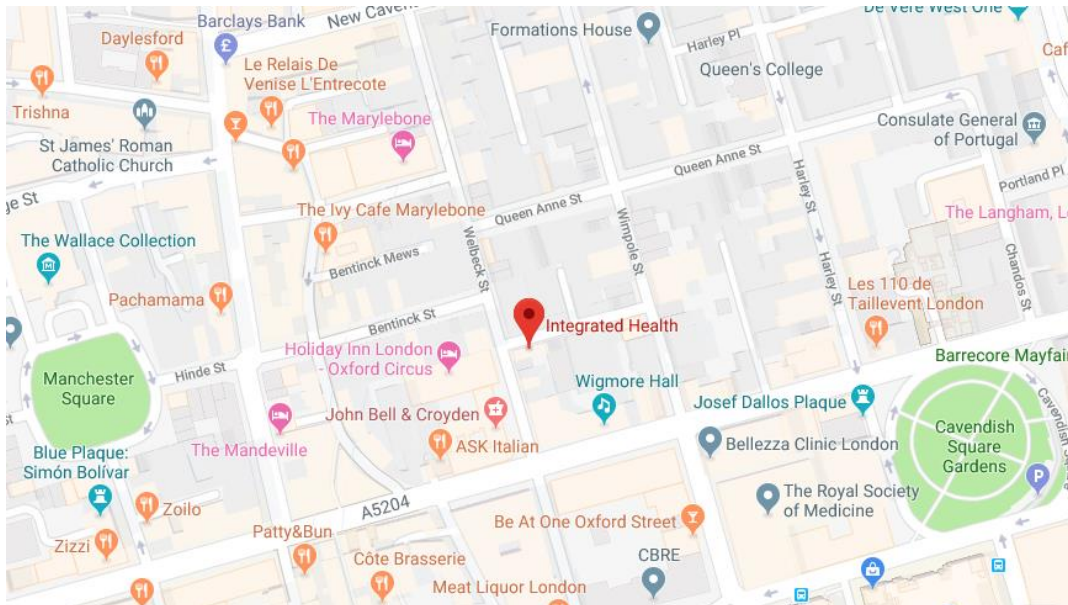 De Vere West One
New Caven
Barclays Bank
Formations House
Daylesford
Harley Pl
Caf
Le Relais De
Venise L'Entrecote
Queen's College
Trishna
The Marylebone
Consulate General
of Portugal
St James' Roman
Catholic Church
Queen Anne St
Harley St
Portland Pl
ge St
The Ivy Cafe Marylebone
Queen Anne St
Wimpole St
The Langham, Lo
The Wallace Collection
Welbeck St
Bentinck Mews
Harley St
Chandos St
Pachamama
Les 110 de
Taillevent London
Bentinck St
Integrated Health
Holiday Inn London
- Oxford Circus
Barrecore Mayfair
Hinde St
Manchester
Square
Wigmore Hall
Josef Dallos Plaque
John Bell & Croyden
Cavendish
Square
Gardens
Cavendish Sq
The Mandeville
ASK Italian
Bellezza Clinic London
Blue Plaque:
Simón Bolívar
P
The Royal Society
of Medicine
Zoilo
A5204
Be At One Oxford Street
Zizzi
Patty&Bun
Côte Brasserie
CBRE
Meat Liquor London